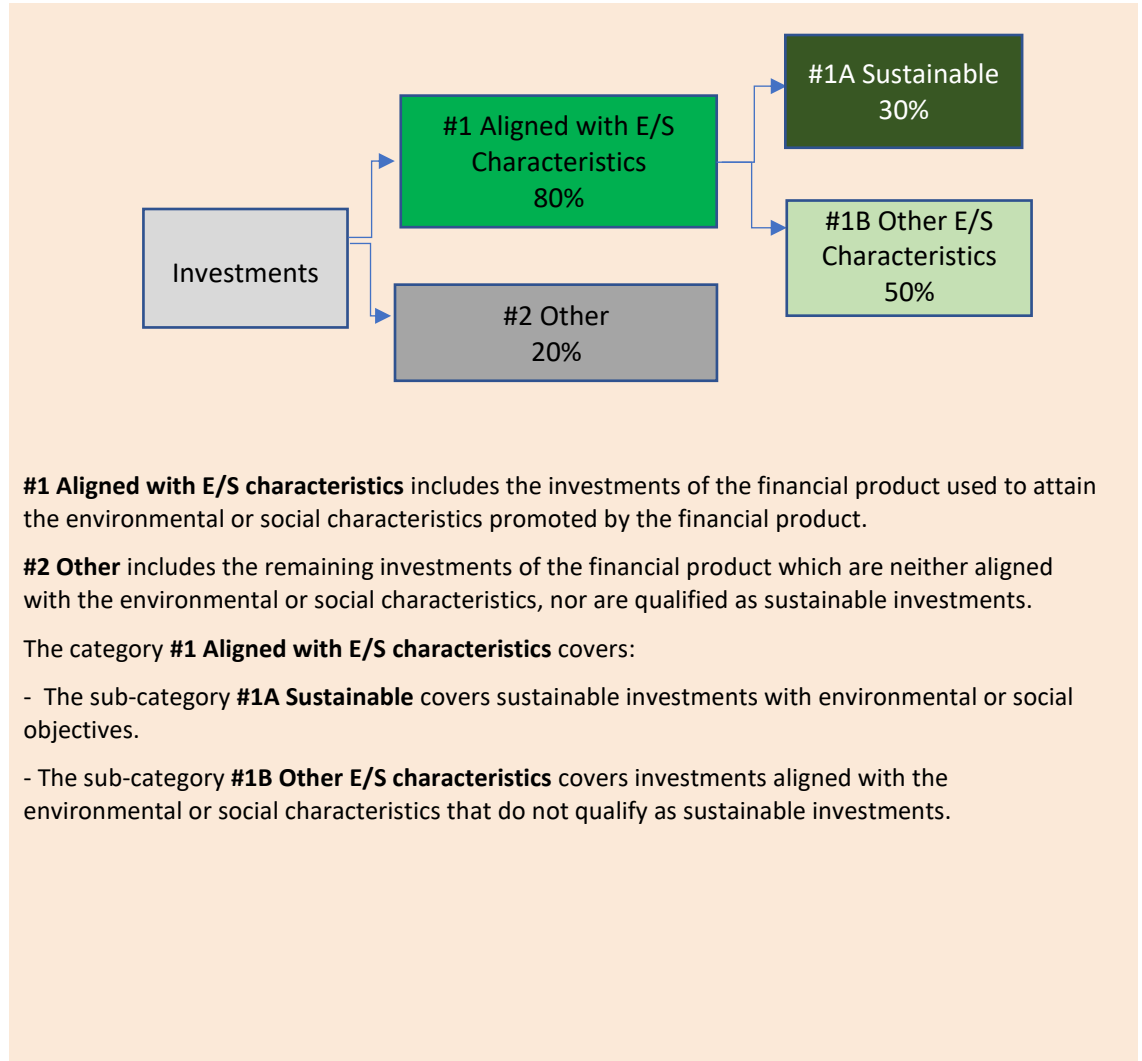 #1A Sustainable
30%
#1 Aligned with E/S
Characteristics
80%
#1B Other E/S
Characteristics
50%
Investments
#2 Other
20%
#1 Aligned with E/S characteristics includes the investments of the financial product used to attain
the environmental or social characteristics promoted by the financial product.
#2 Other includes the remaining investments of the financial product which are neither aligned
with the environmental or social characteristics, nor are qualified as sustainable investments.
The category #1 Aligned with E/S characteristics covers:
- The sub-category #1A Sustainable covers sustainable investments with environmental or social
objectives.
- The sub-category #1B Other E/S characteristics covers investments aligned with the
environmental or social characteristics that do not qualify as sustainable investments.